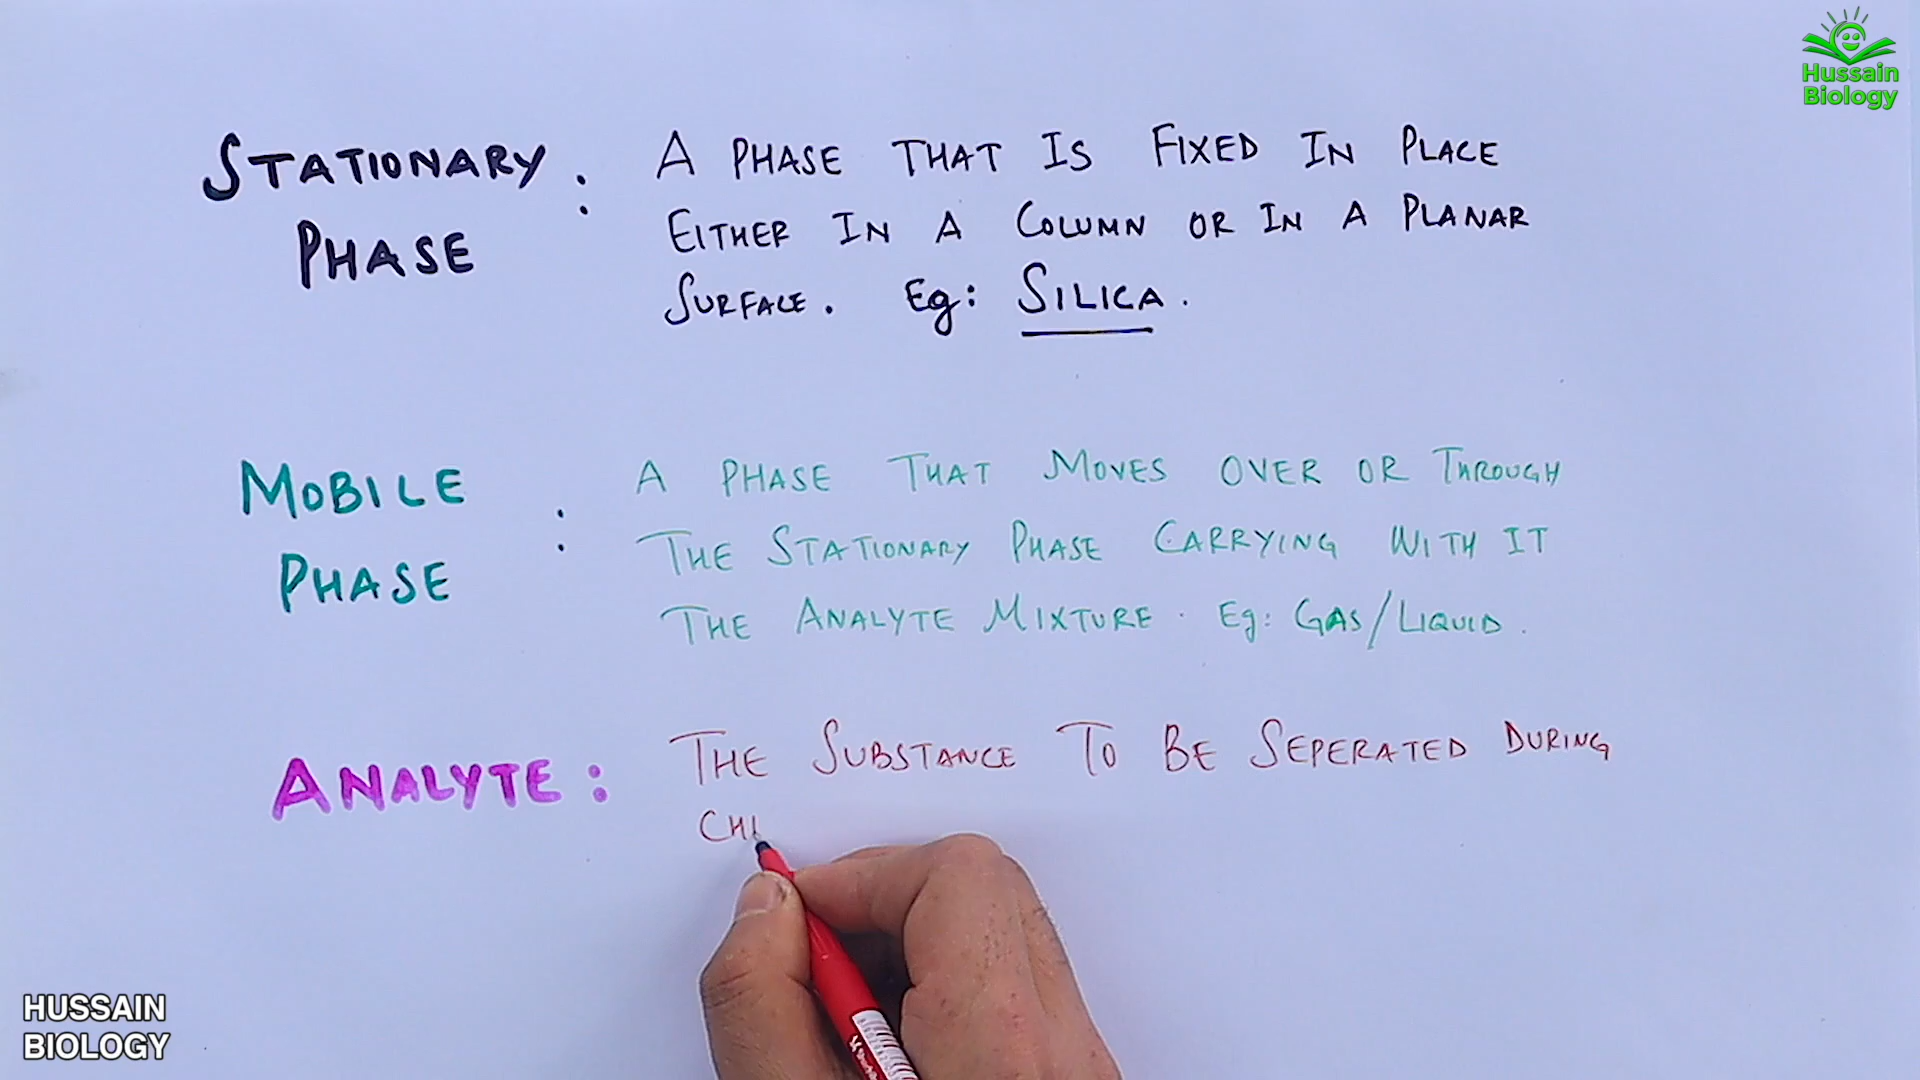 Hussain
Biology
STATIONARY
PHASE :
A PHASE THAT IS FIXED IN PLACE
EITHER IN A COLUMN OR IN A PLANAR
SURFACE. Eg: SILICA.
MOBILE
PHASE :
A PHASE THAT MOVES OVER OR THROUGH
THE STATIONARY PHASE CARRYING WITH IT
THE ANALYTE MIXTURE. Eg: GAS/LIQUID.
ANALYTE :
THE SUBSTANCE TO BE SEPERATED DURING
HUSSAIN
BIOLOGY